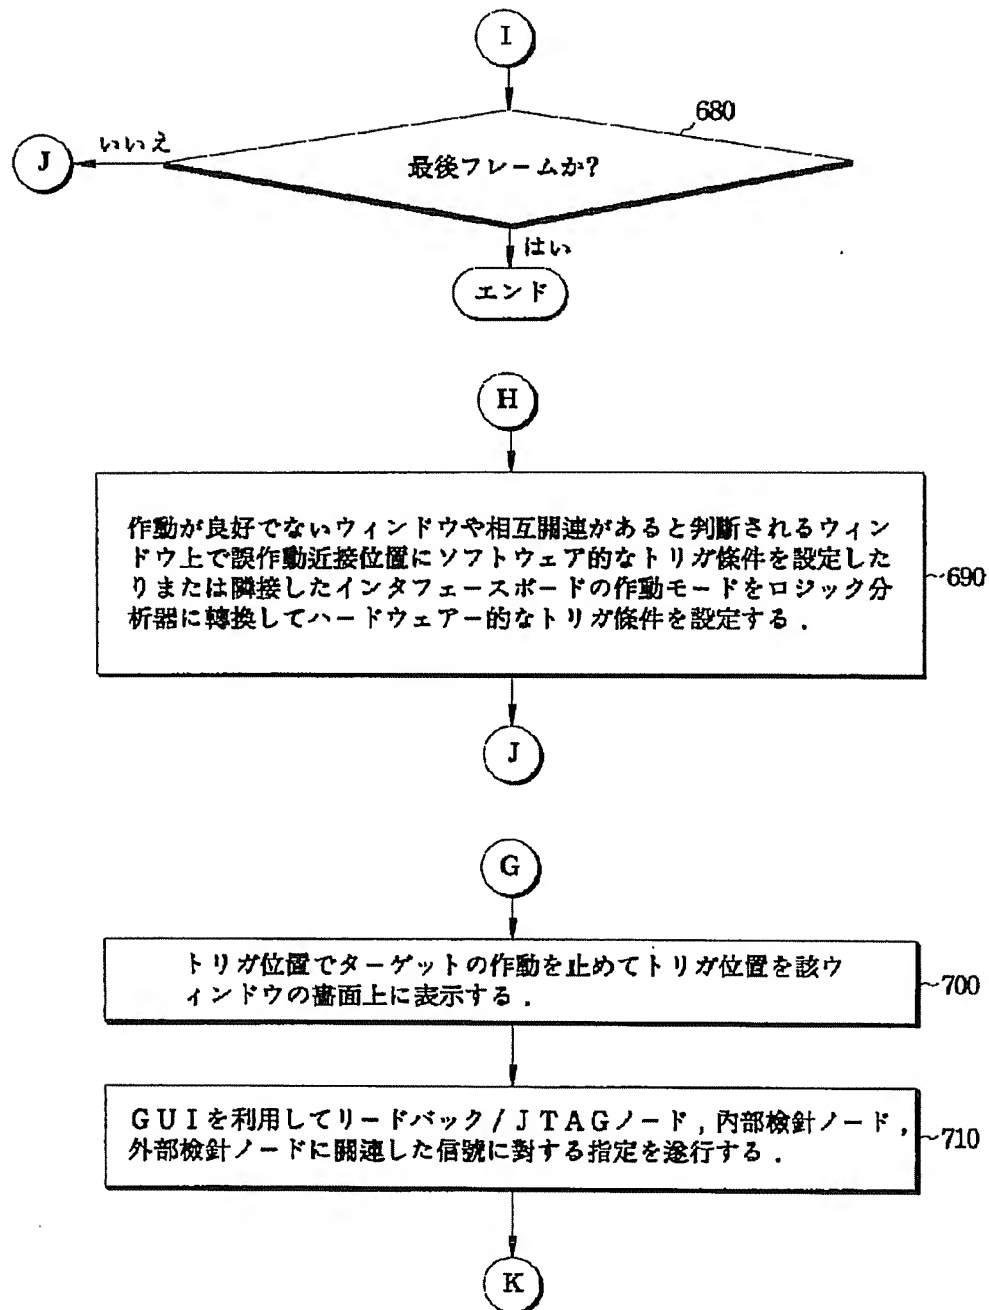 I
680
いいえ
J
最後フレームか?
はい
エンド
H
作動が良好でないウィンドウや相互関連があると判断されるウィン
ドウ上で誤作動近接位置にソフトウェア的なトリガ條件を設定した
りまたは隣接したインタフェースボードの作動モードをロジック分
析器に轉換してハードウェアー的なトリガ條件を設定する.
690
J
G
トリガ位置でターゲットの作動を止めてトリガ位置を該ウ
ィンドウの畵面上に表示する.
700
GUIを利用してリードバック/JTAGノード,内部檢針ノード,
外部檢針ノードに関連した信號に對する指定を遂行する.
710
K